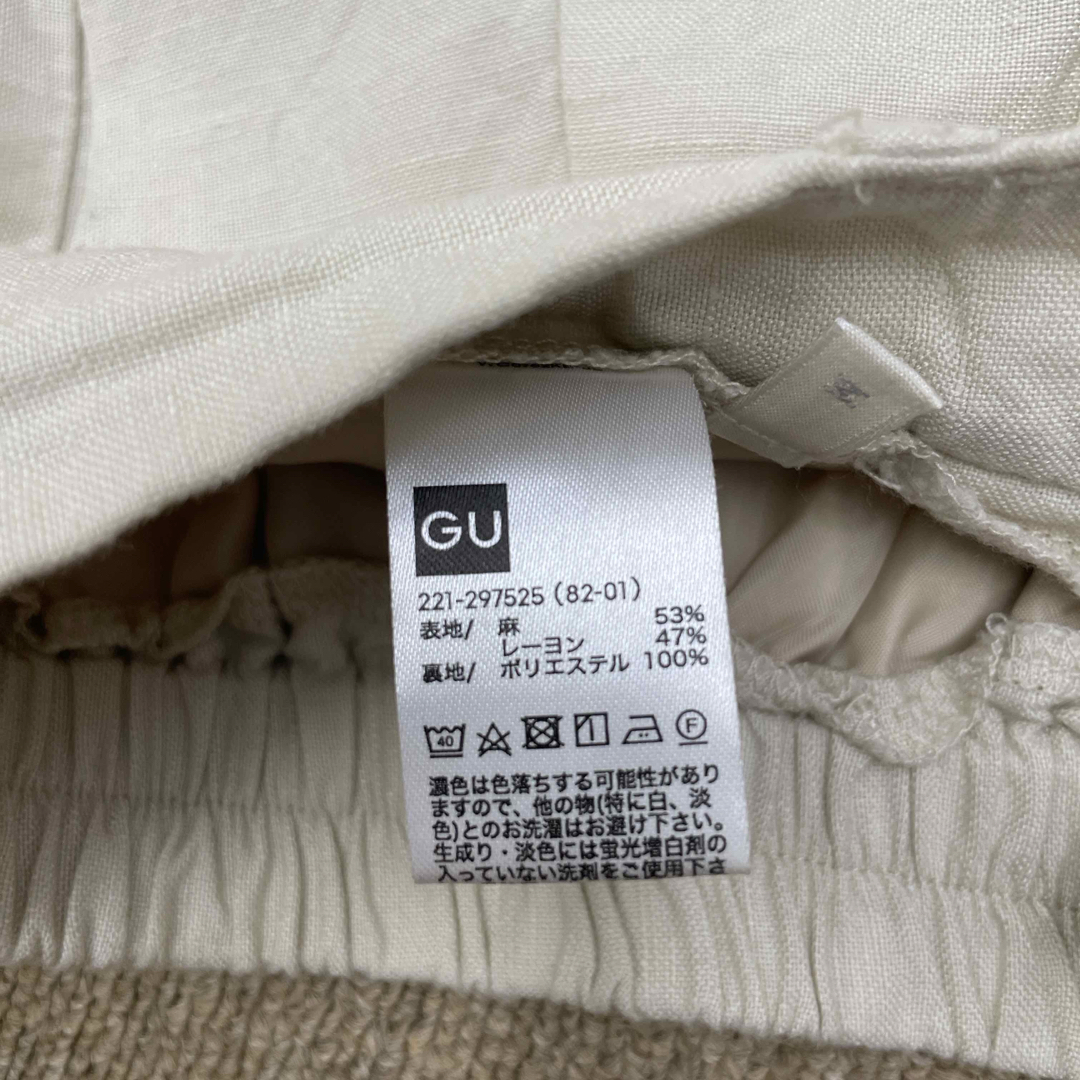 GU
221-297525 (82-01)
表地/ 麻 53%
レーヨン 47%
裏地/ ポリエステル 100%
40
F
濃色は色落ちする可能性があり
ますので、他の物(特に白、淡
色)とのお洗濯はお避け下さい。
生成り・淡色には蛍光増白剤の
入っていない洗剤をご使用下さ